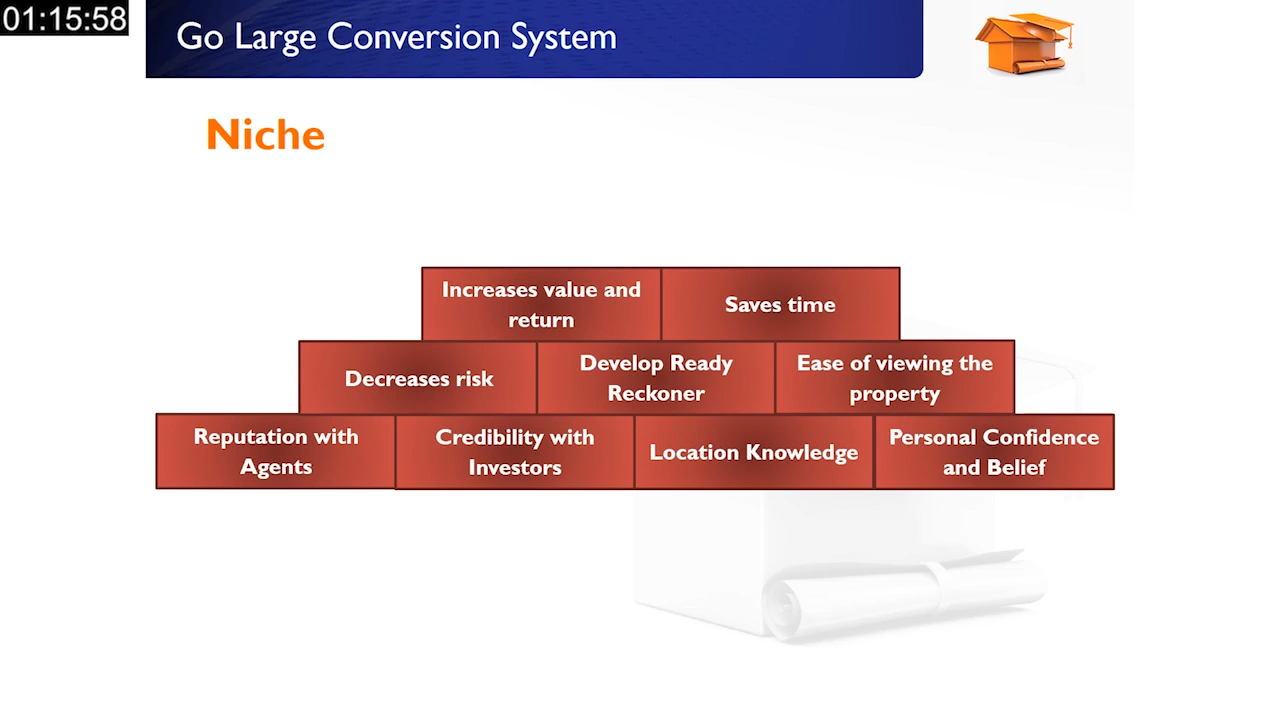 01:15:58
Go Large Conversion System
Niche
Increases value and
return
Saves time
Decreases risk
Develop Ready
Reckoner
Ease of viewing the
property
Reputation with
Agents
Credibility with
Investors
Location Knowledge
Personal Confidence
and Belief